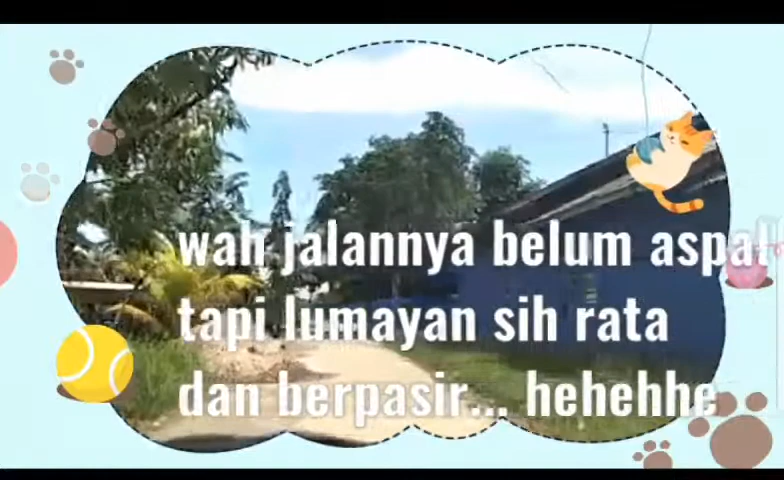 wah jalannya belum aspal
tapi lumayan sih rata
dan berpasir... hehehhe